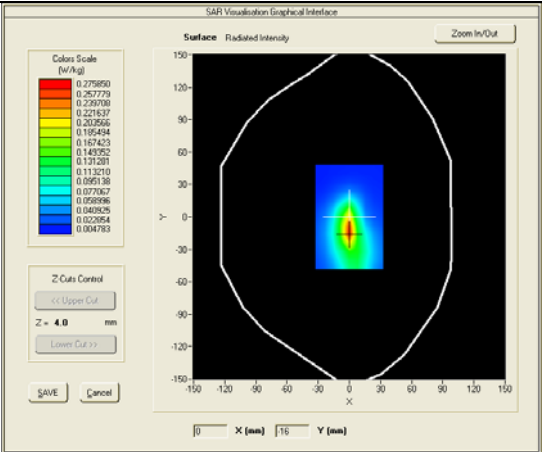 SAR Visualisation Graphical Interface
Surface Radiated Intensity
Zoom In/Out
Colors Scale
(W/kg)
0.275850
0.257779
0.239708
0.221637
0.203566
0.185494
0.167423
0.149352
0.131281
0.113210
0.095138
0.077067
0.058996
0.040925
0.022854
0.004783
Z-Cuts Control
<< Upper Cut
Z = 4.0 mm
Lower Cut >>
SAVE Cancel
150
120
90
60
30
0
-30
-60
-90
-120
-150
Y
-150 -120 -90 -60 -30 0 30 60 90 120 150
X
0 X (mm) -16 Y (mm)